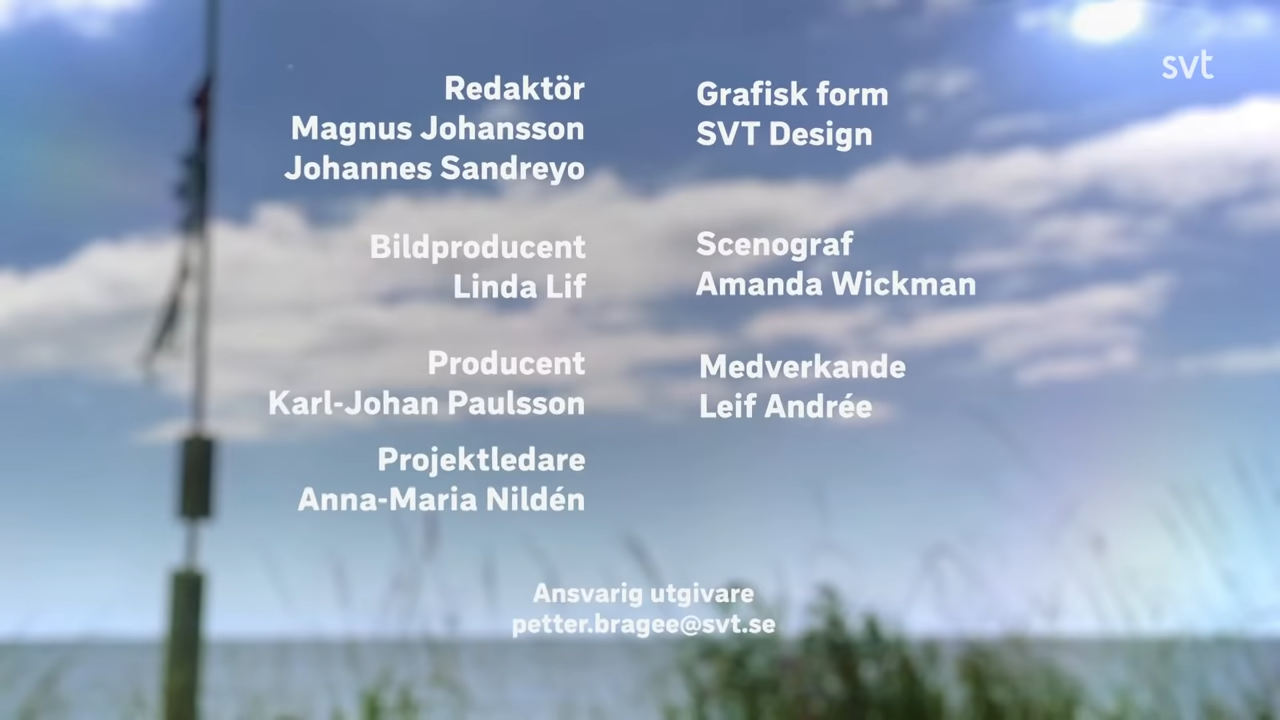 svt
Redaktör
Magnus Johansson
Johannes Sandreyo
Bildproducent
Linda Lif
Producent
Karl-Johan Paulsson
Projektledare
Anna-Maria Nildén
Grafisk form
SVT Design
Scenograf
Amanda Wickman
Medverkande
Leif Andrée
Ansvarig utgivare
petter.bragee@svt.se